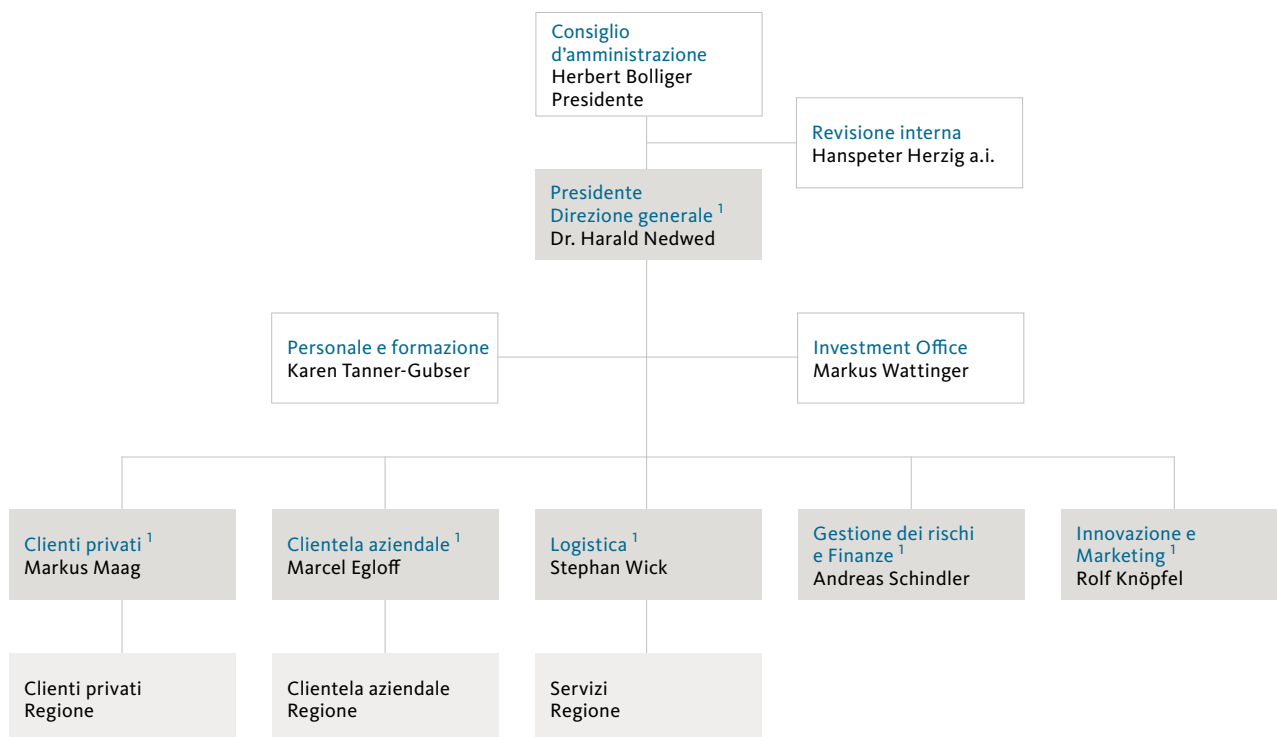 Consiglio
d'amministrazione
Herbert Bolliger
Presidente
Revisione interna
Hanspeter Herzig a.i.
Presidente
Direzione generale 1
Dr. Harald Nedwed
Personale e formazione
Karen Tanner-Gubser
Investment Office
Markus Wattinger
Clienti privati 1
Markus Maag
Clientela aziendale 1
Marcel Egloff
Logistica 1
Stephan Wick
Gestione dei rischi
e Finanze 1
Andreas Schindler
Innovazione e
Marketing 1
Rolf Knöpfel
Clienti privati
Regione
Clientela aziendale
Regione
Servizi
Regione